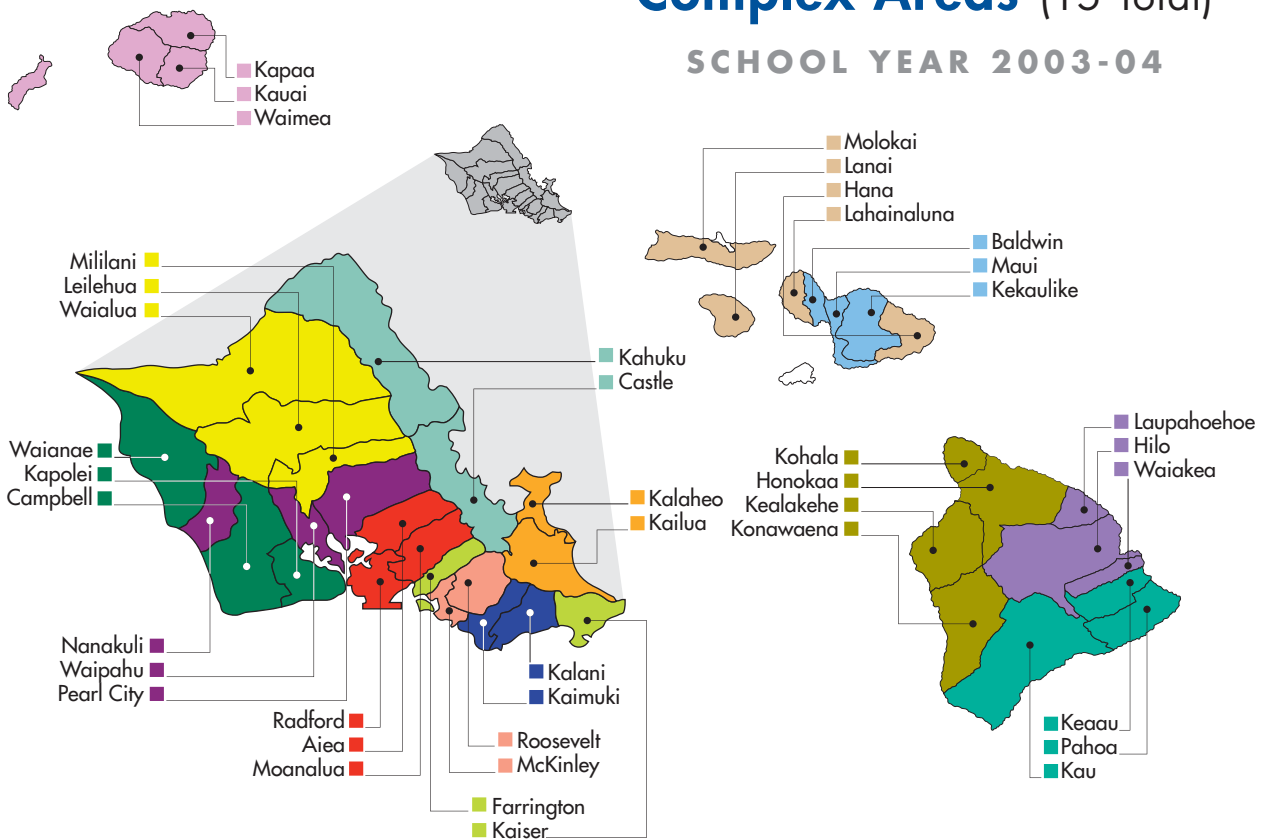 Complex Areas (15 Total)
SCHOOL YEAR 2003-04
Kapaa
Kauai
Waimea
Molokai
Lanai
Hana
Lahainaluna
Baldwin
Maui
Kekaulike
Mililani
Leilehua
Waialua
Kahuku
Castle
Waianae
Kapolei
Campbell
Kalaheo
Kailua
Laupahoehoe
Hilo
Waiakea
Kohala
Honokaa
Kealakehe
Konawaena
Nanakuli
Waipahu
Pearl City
Kalani
Kaimuki
Radford
Aiea
Moanalua
Roosevelt
McKinley
Farrington
Kaiser
Keaau
Pahoa
Kau